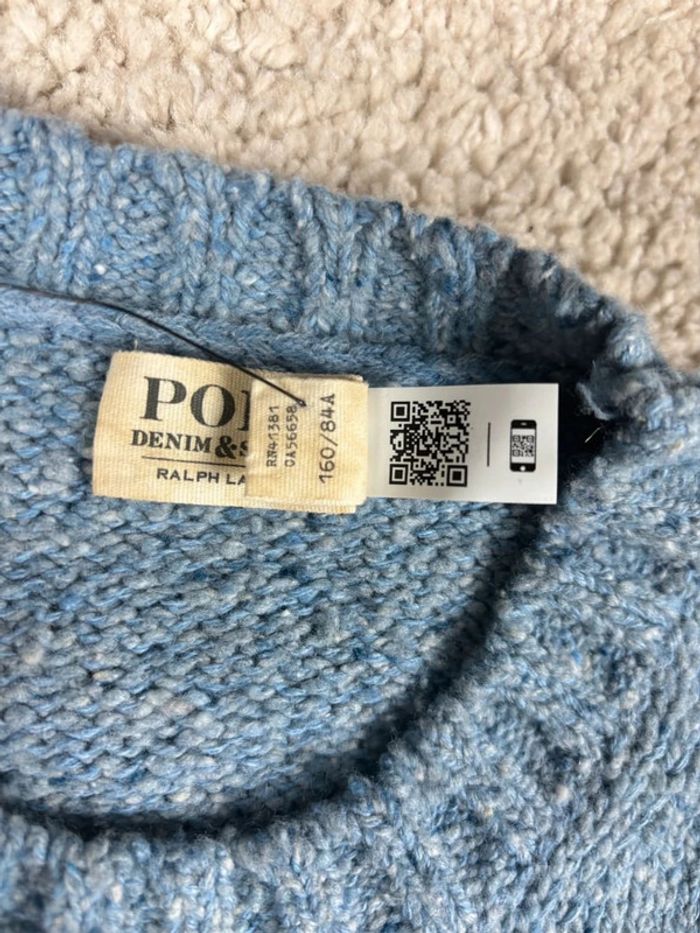 PO
DENIM &
RALPH LA
RN41381
CA56658
160/84A